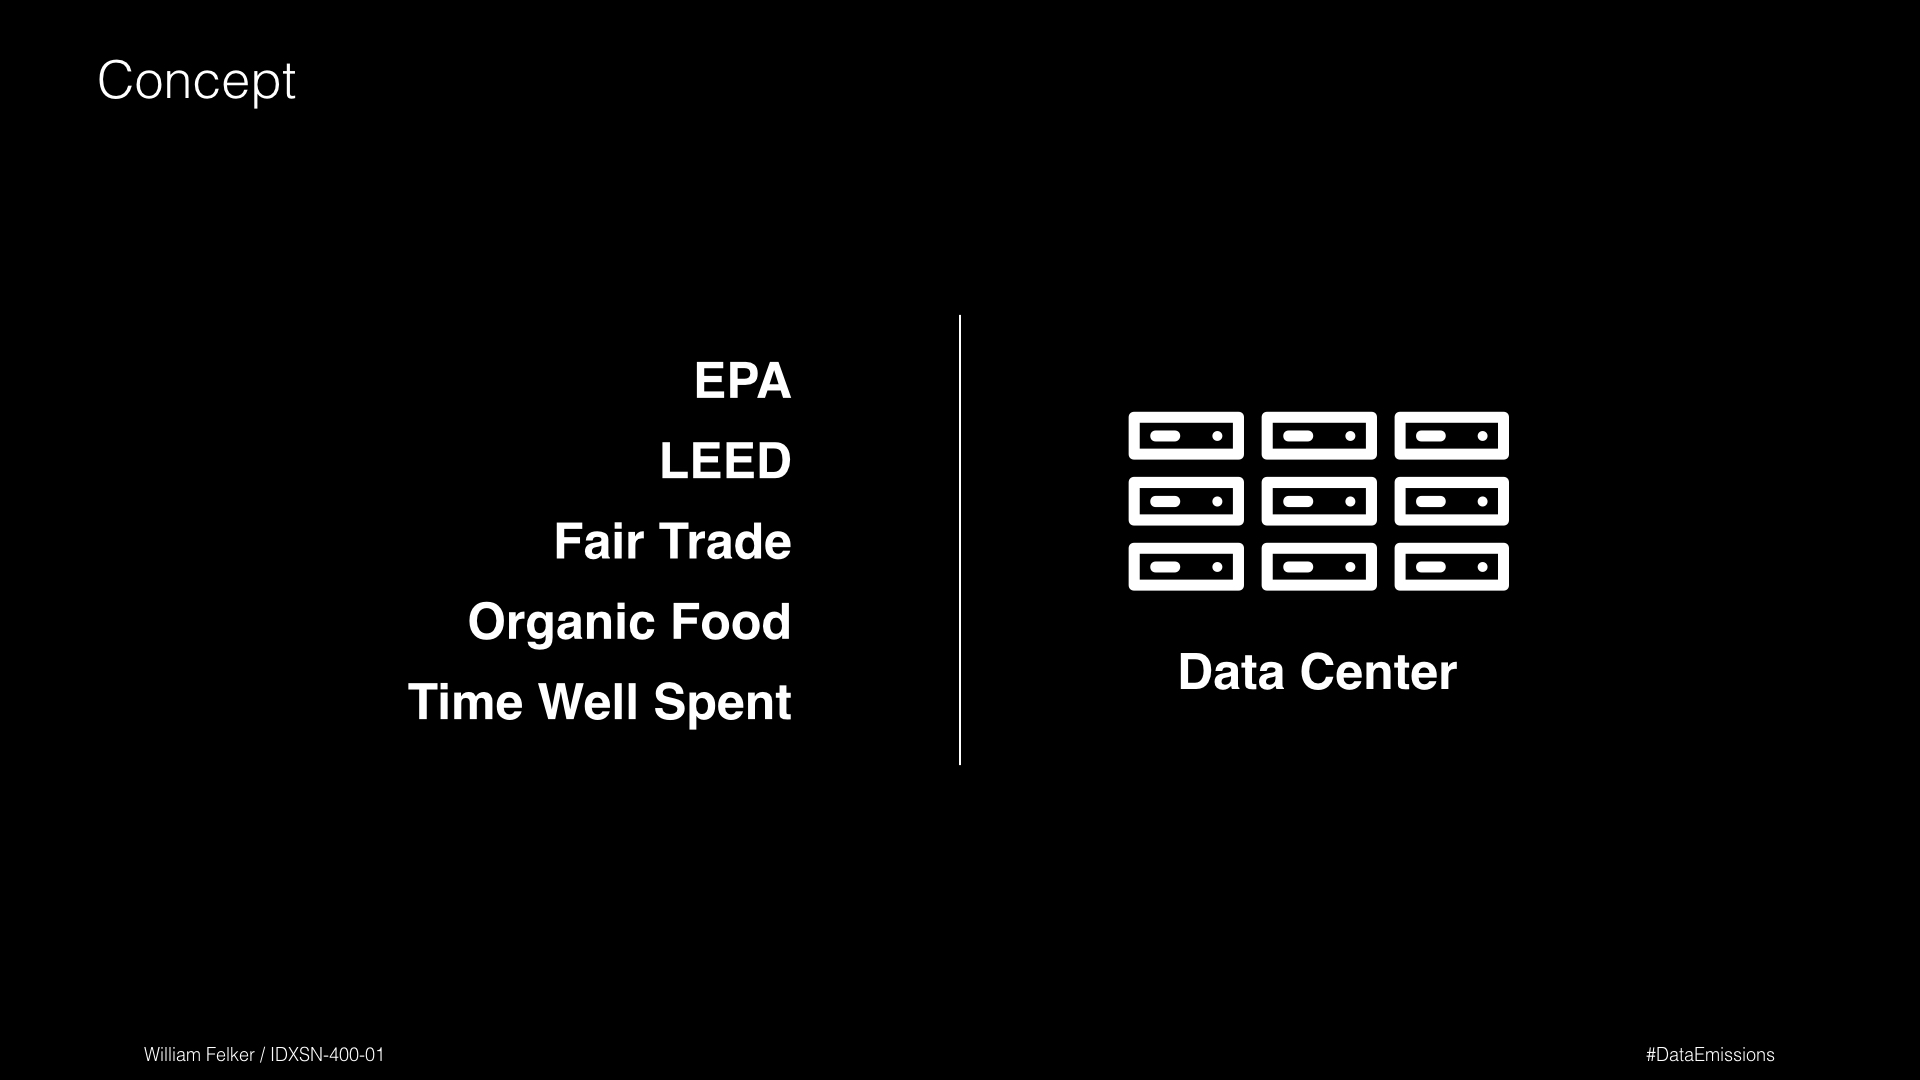 Concept
EPA
LEED
Fair Trade
Organic Food
Time Well Spent
Data Center
William Felker / IDXSN-400-01
#DataEmissions